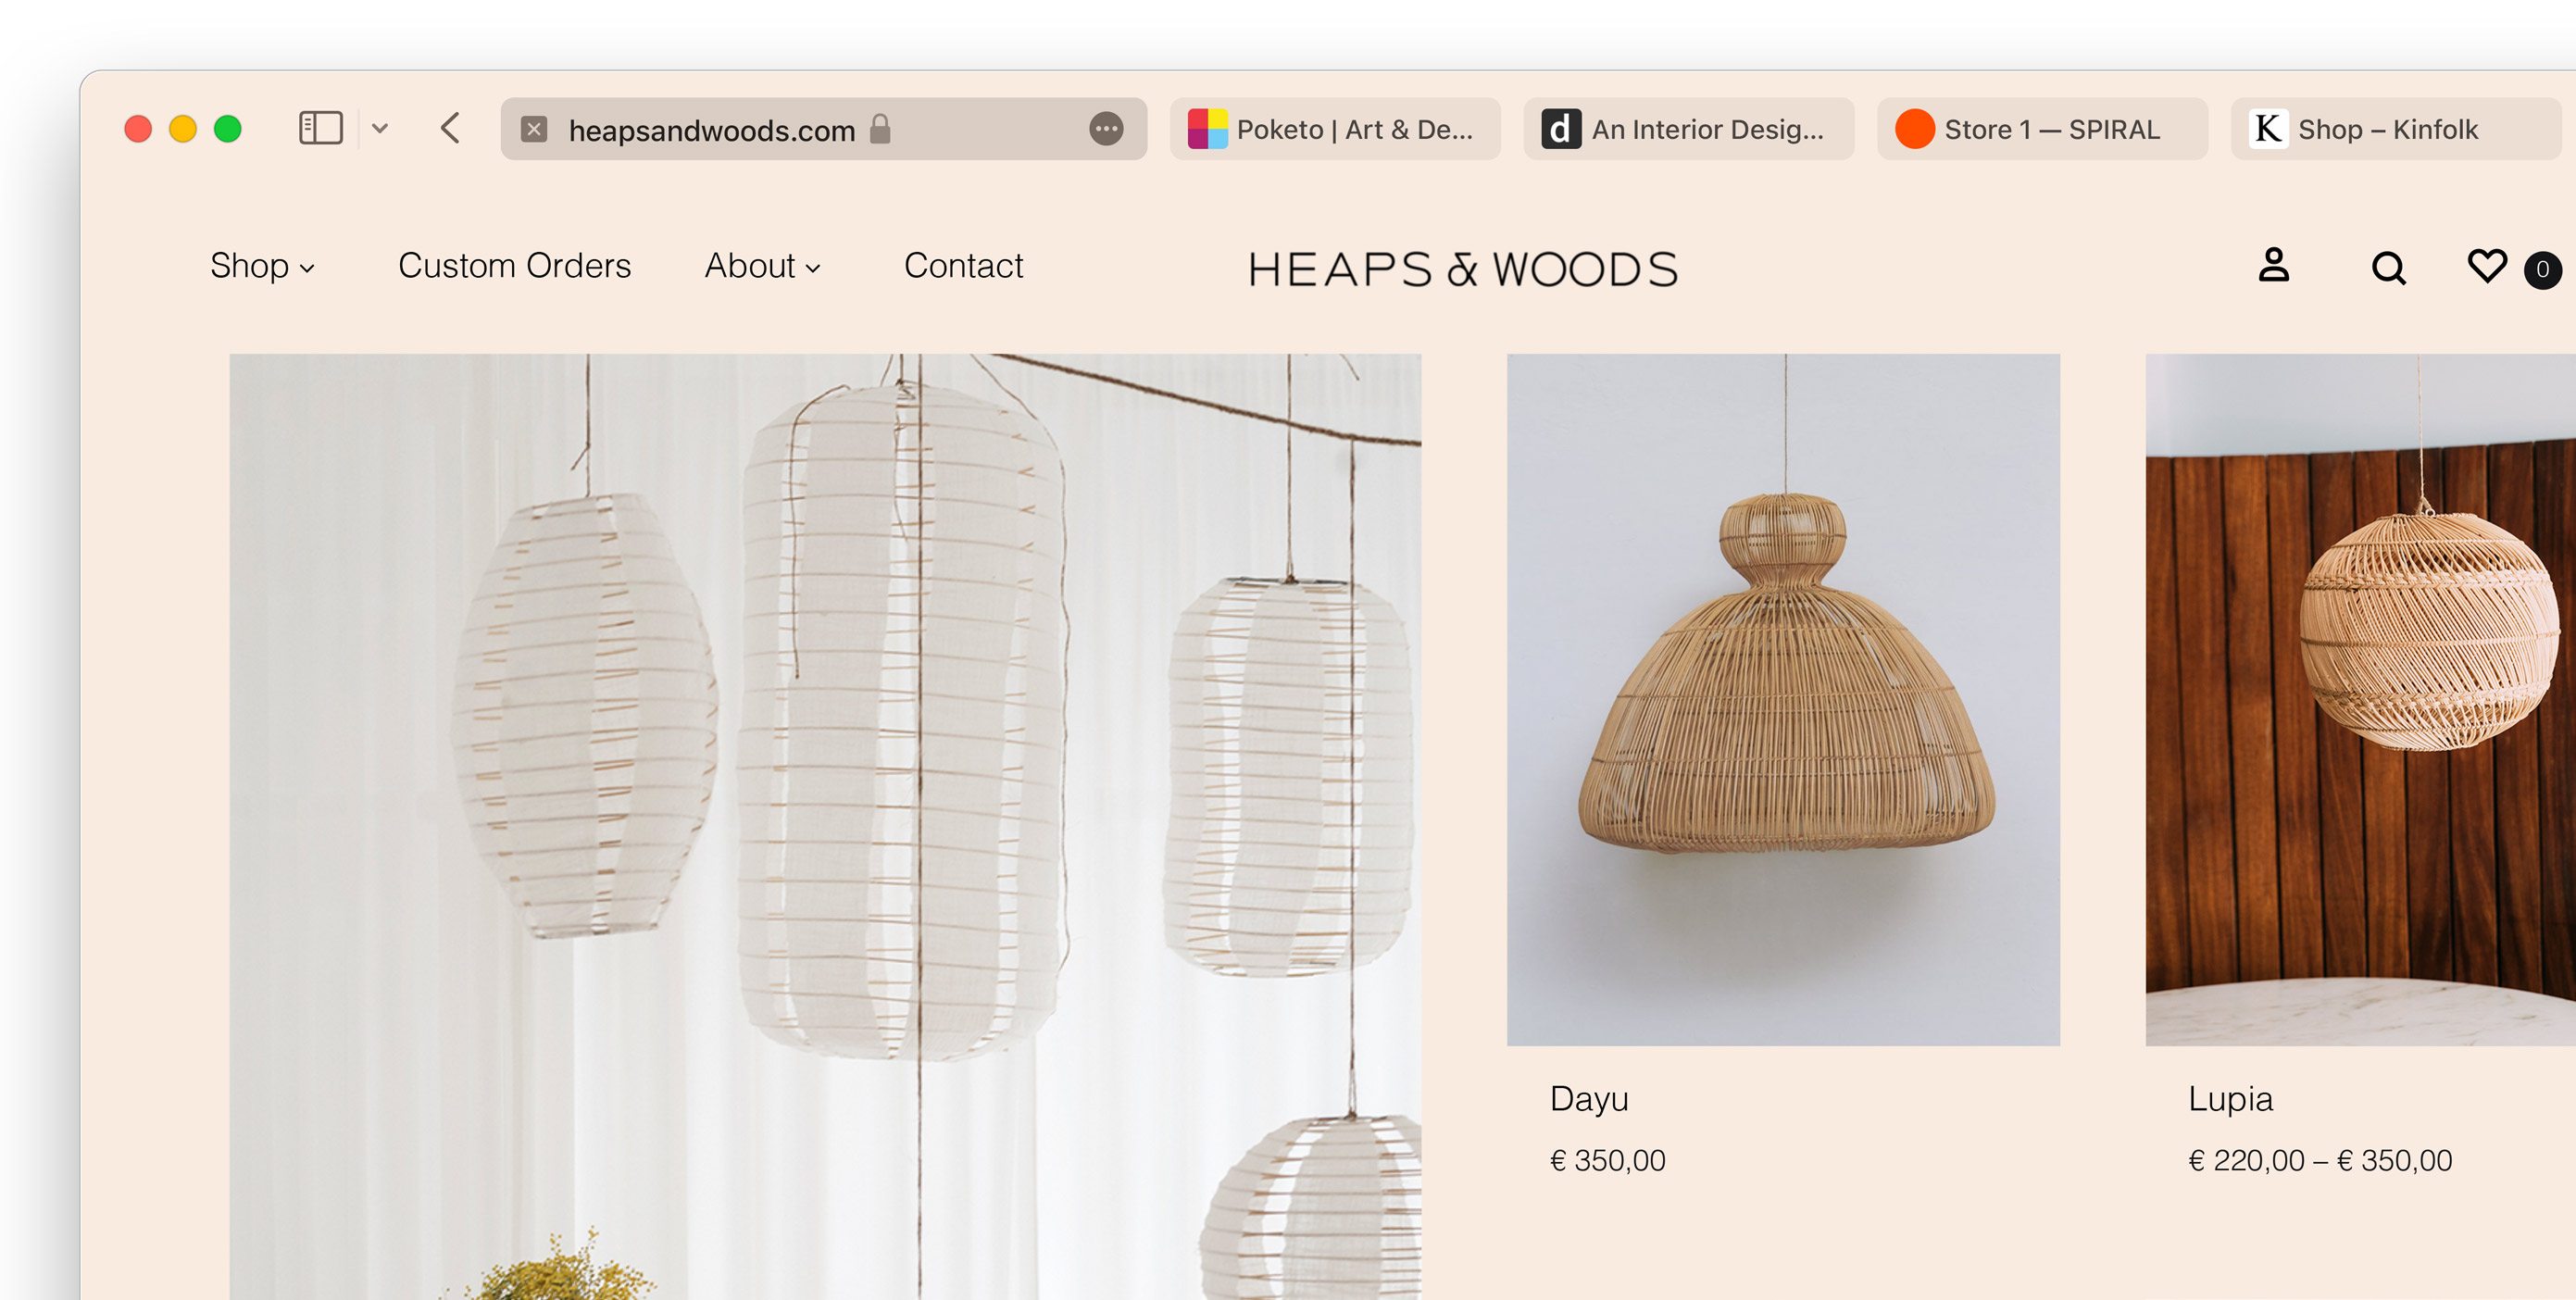 heapsandwoods.com
Poketo | Art & De...
d An Interior Desig...
Store 1 — SPIRAL
K Shop – Kinfolk
Shop
Custom Orders
About
Contact
HEAPS & WOODS
0
Dayu
€ 350,00
Lupia
€ 220,00 – € 350,00